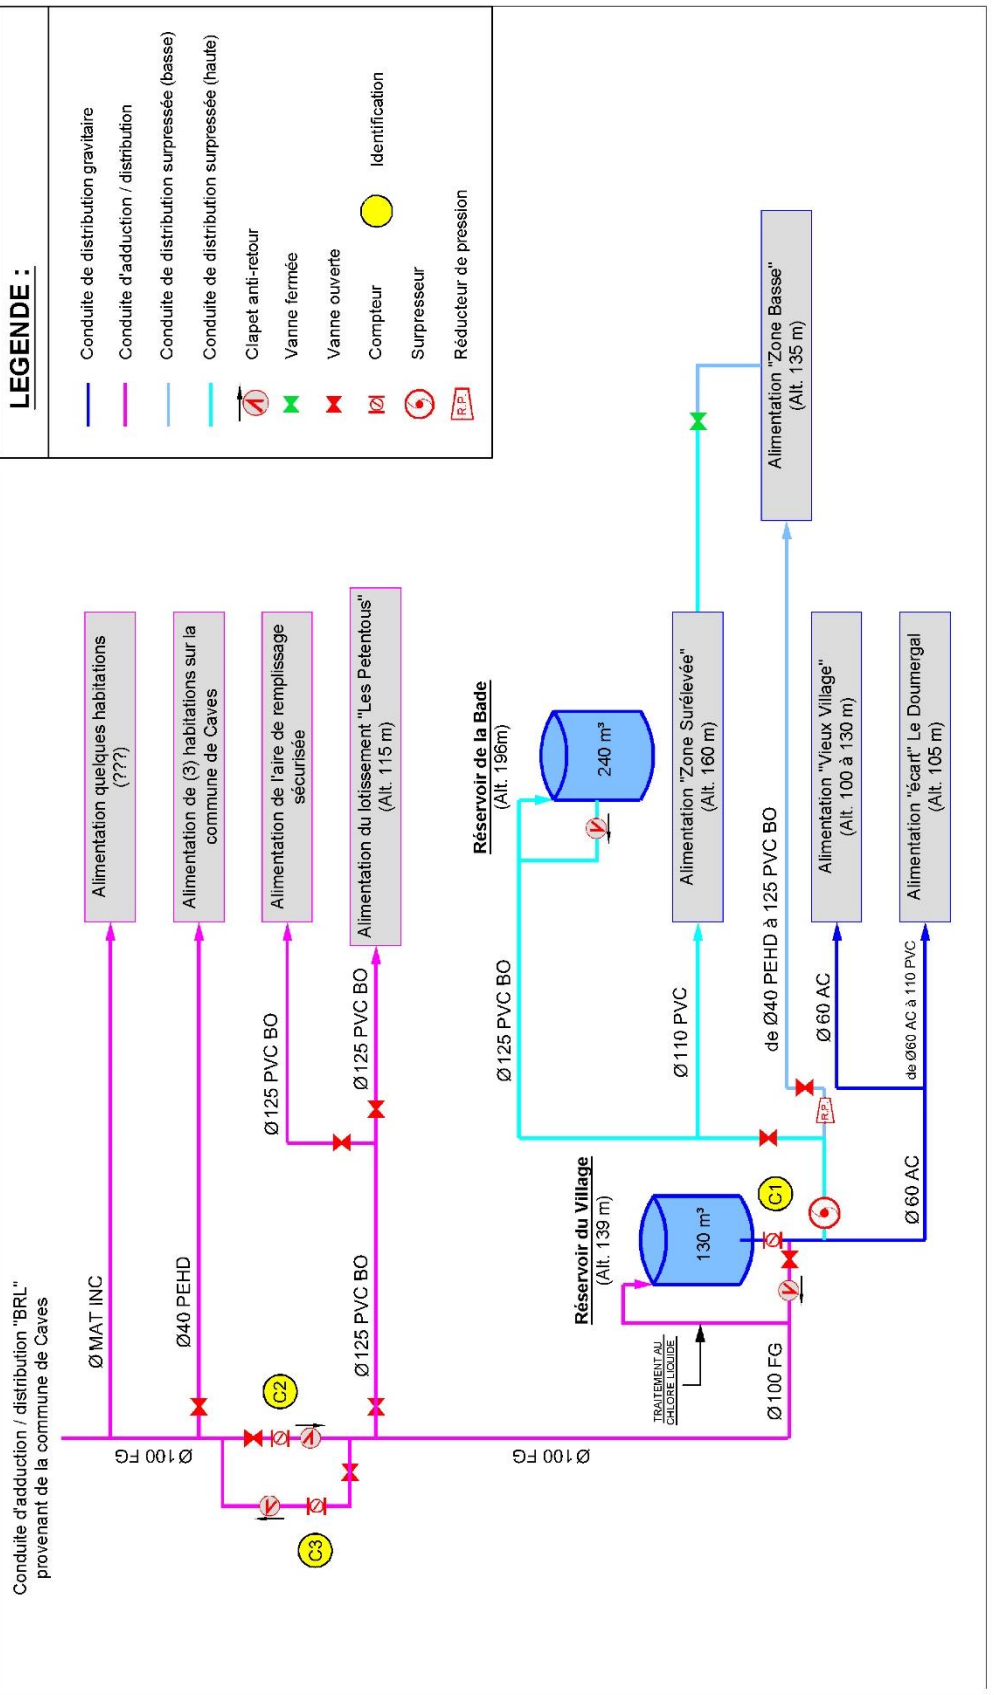 Conduite d'adduction / distribution "BRL"
provenant de la commune de Caves
Ø100 FG
Ø MAT INC
Alimentation quelques habitations
(???)
Ø40 PEHD
Alimentation de (3) habitations sur la
commune de Caves
C2
C3
Ø125 PVC BO
Alimentation de l'aire de remplissage
sécurisée
Ø125 PVC BO
Ø125 PVC BO
Alimentation du lotissement "Les Petentous"
(Alt. 115 m)
Ø100 FG
Réservoir de la Bade
(Alt. 196m)
240 m³
Ø125 PVC BO
Réservoir du Village
(Alt. 139 m)
130 m³
TRAITEMENT AU
CHLORE LIQUIDE
Ø100 FG
C1
Ø110 PVC
Alimentation "Zone Surélevée"
(Alt. 160 m)
R.P.
de Ø40 PEHD à 125 PVC BO
Alimentation "Zone Basse"
(Alt. 135 m)
Ø 60 AC
Alimentation "Vieux Village"
(Alt. 100 à 130 m)
Ø 60 AC
de Ø60 AC à 110 PVC
Alimentation "écart" Le Doumergal
(Alt. 105 m)
LEGENDE :
Conduite de distribution gravitaire
Conduite d'adduction / distribution
Conduite de distribution surpressée (basse)
Conduite de distribution surpressée (haute)
Clapet anti-retour
Vanne fermée
Vanne ouverte
Compteur
Identification
Surpresseur
R.P.
Réducteur de pression